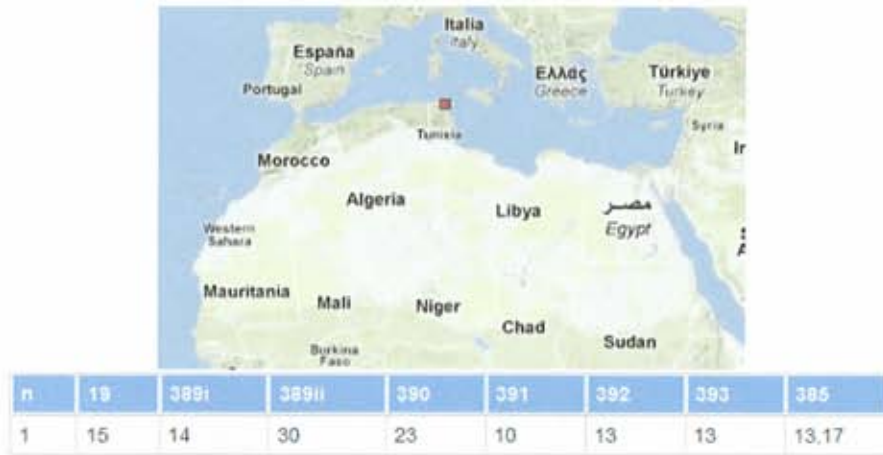 Italia
Italy
España
Spain
Ελλάς
Greece
Türkiye
Turkey
Portugal
Tunisia
Syria
Ir
Morocco
Algeria
Libya
مصر
Egypt
Western
Sahara
Mauritania
Mali
Niger
Chad
Sudan
Burkina
Faso
n 19 389i 389ii 390 391 392 393 385
1 15 14 30 23 10 13 13 13,17